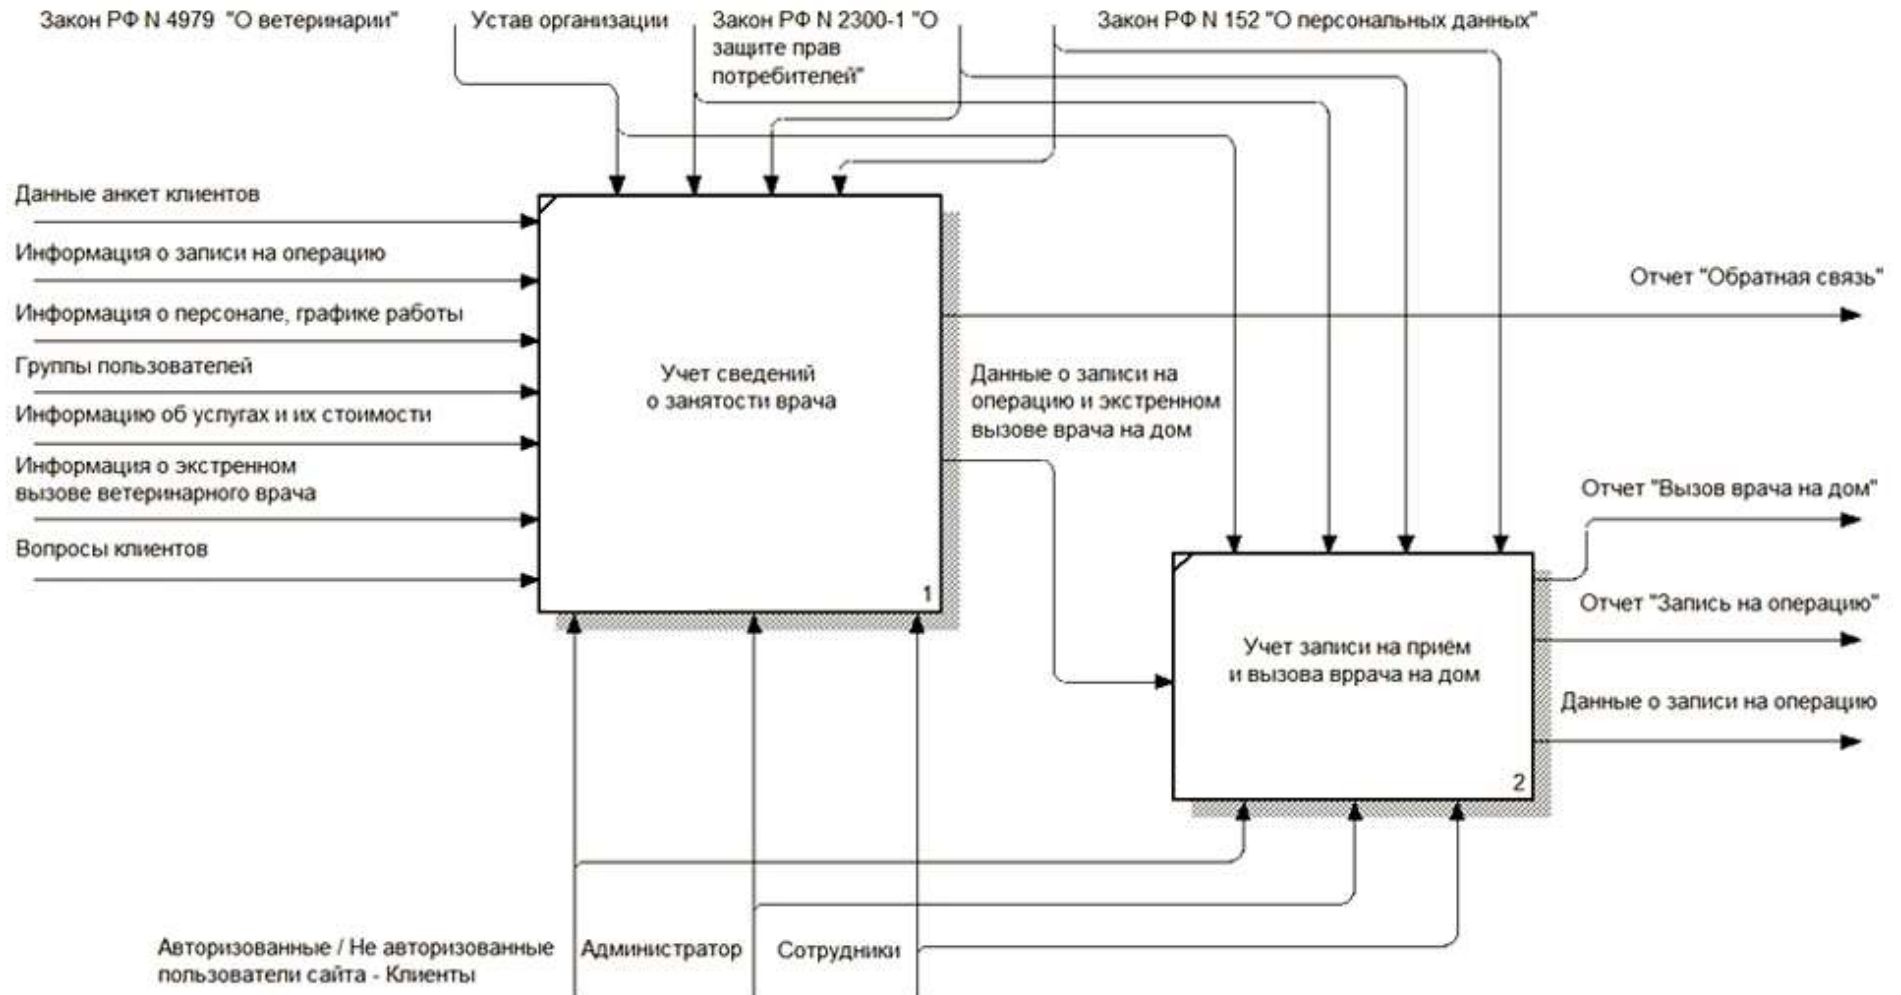 Закон РФ N 4979 "О ветеринарии"
Устав организации
Закон РФ N 2300-1 "О
защите прав
потребителей"
Закон РФ N 152 "О персональных данных"
Данные анкет клиентов
Информация о записи на операцию
Информация о персонале, графике работы
Группы пользователей
Информацию об услугах и их стоимости
Информация о экстренном
вызове ветеринарного врача
Вопросы клиентов
Учет сведений
о занятости врача
1
Данные о записи на
операцию и экстренном
вызове врача на дом
Отчет "Обратная связь"
Отчет "Вызов врача на дом"
Отчет "Запись на операцию"
Данные о записи на операцию
Учет записи на приём
и вызова вррача на дом
2
Авторизованные / Не авторизованные
пользователи сайта - Клиенты
Администратор
Сотрудники